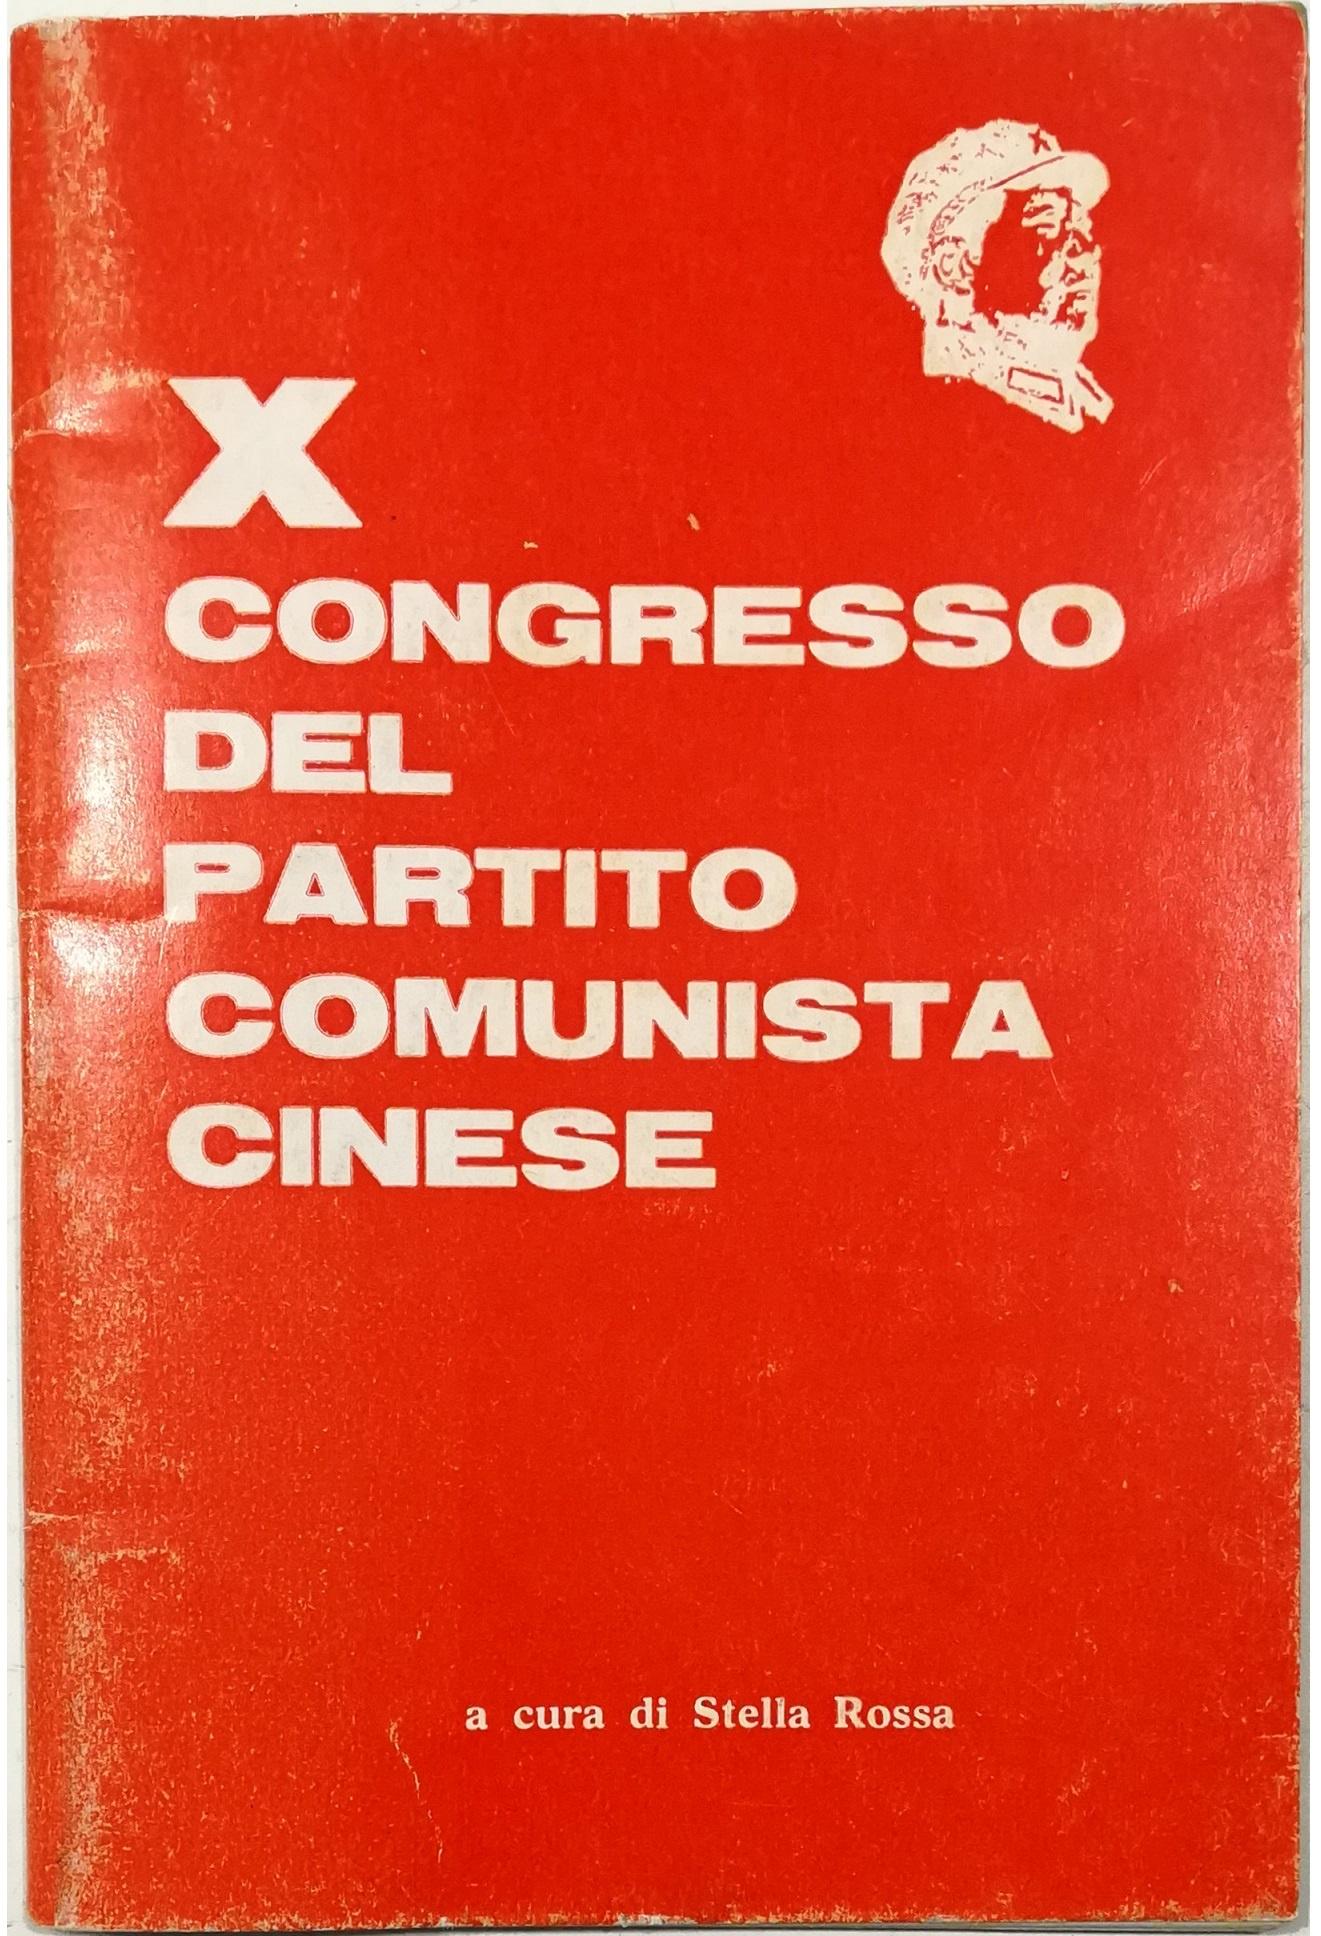 X
CONGRESSO
DEL
PARTITO
COMUNISTA
CINESE
a cura di Stella Rossa